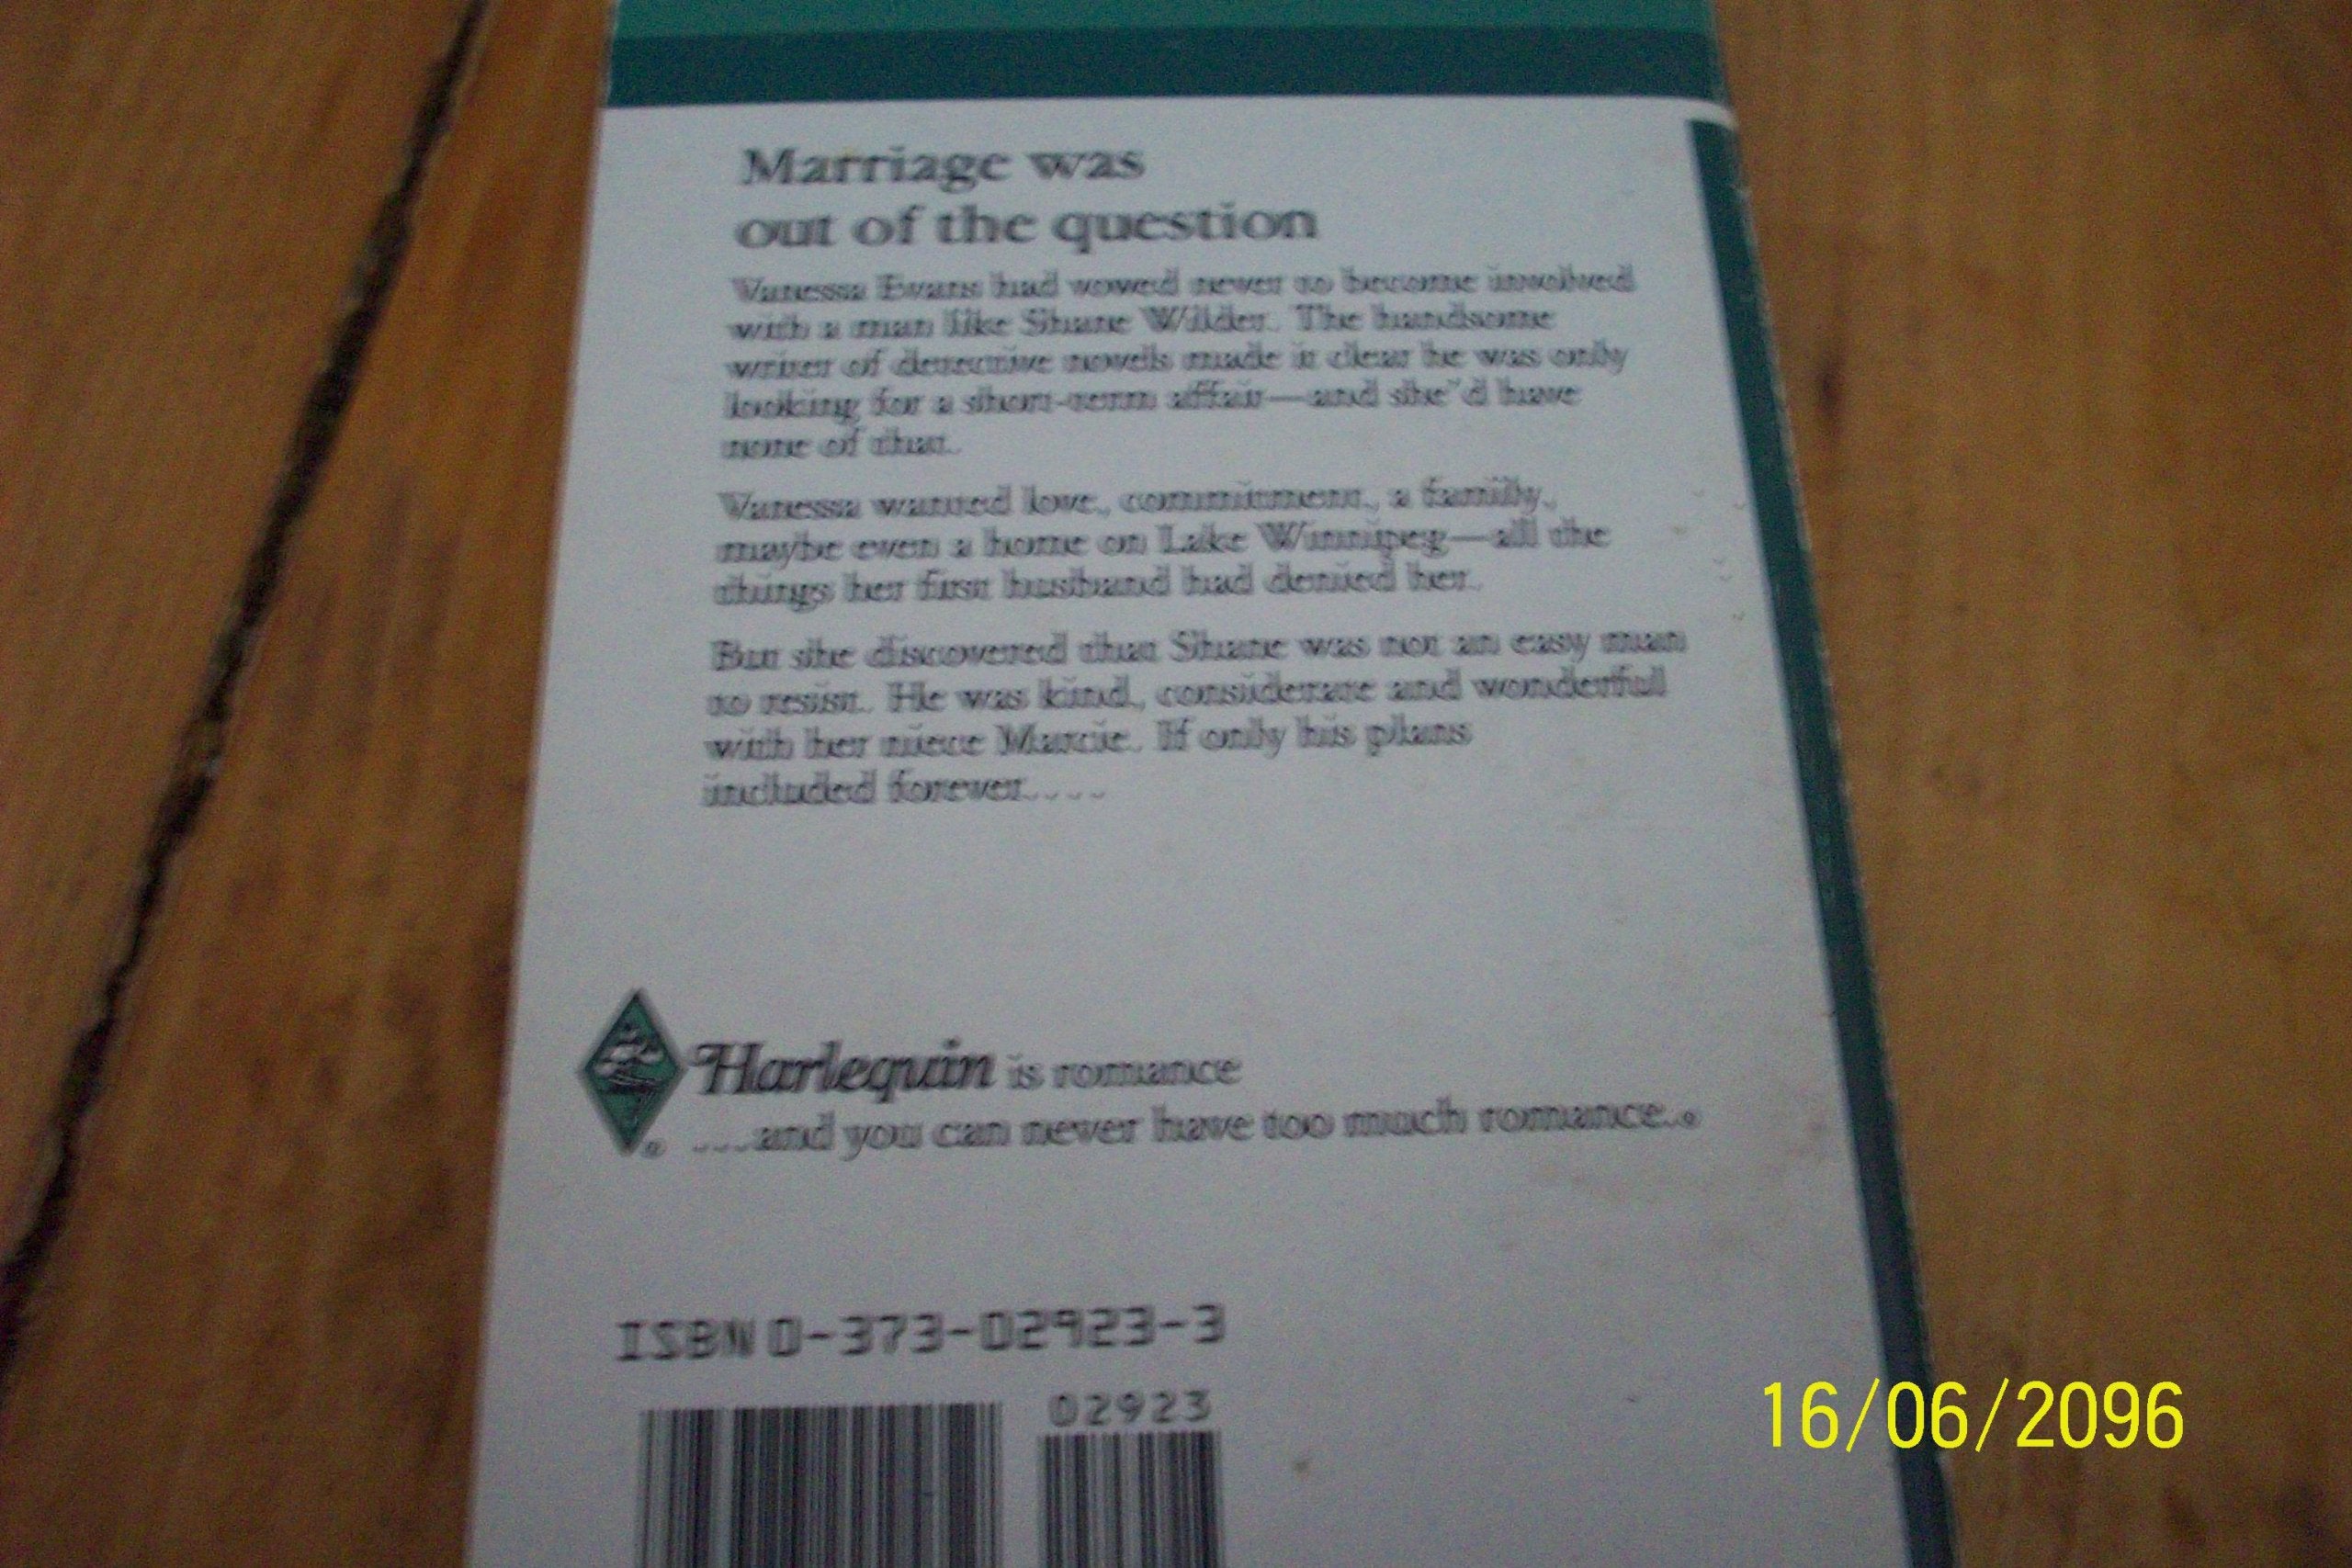 Marriage was
out of the question
Vanessa Evans had vowed never to become involved
with a man like Shane Wilder. The handsome
writer of detective novels made it clear he was only
looking for a short-term affair—and she'd have
none of that.
Vanessa wanted love, commitment, a family,
maybe even a home on Lake Winnipeg—all the
things her first husband had denied her.
But she discovered that Shane was not an easy man
to resist. He was kind, considerate and wonderful
with her niece Marcie. If only his plans
included forever....
Harlequin is romance
...and you can never have too much romance.®
®
ISBN 0-373-02923-3
02923
16/06/2096